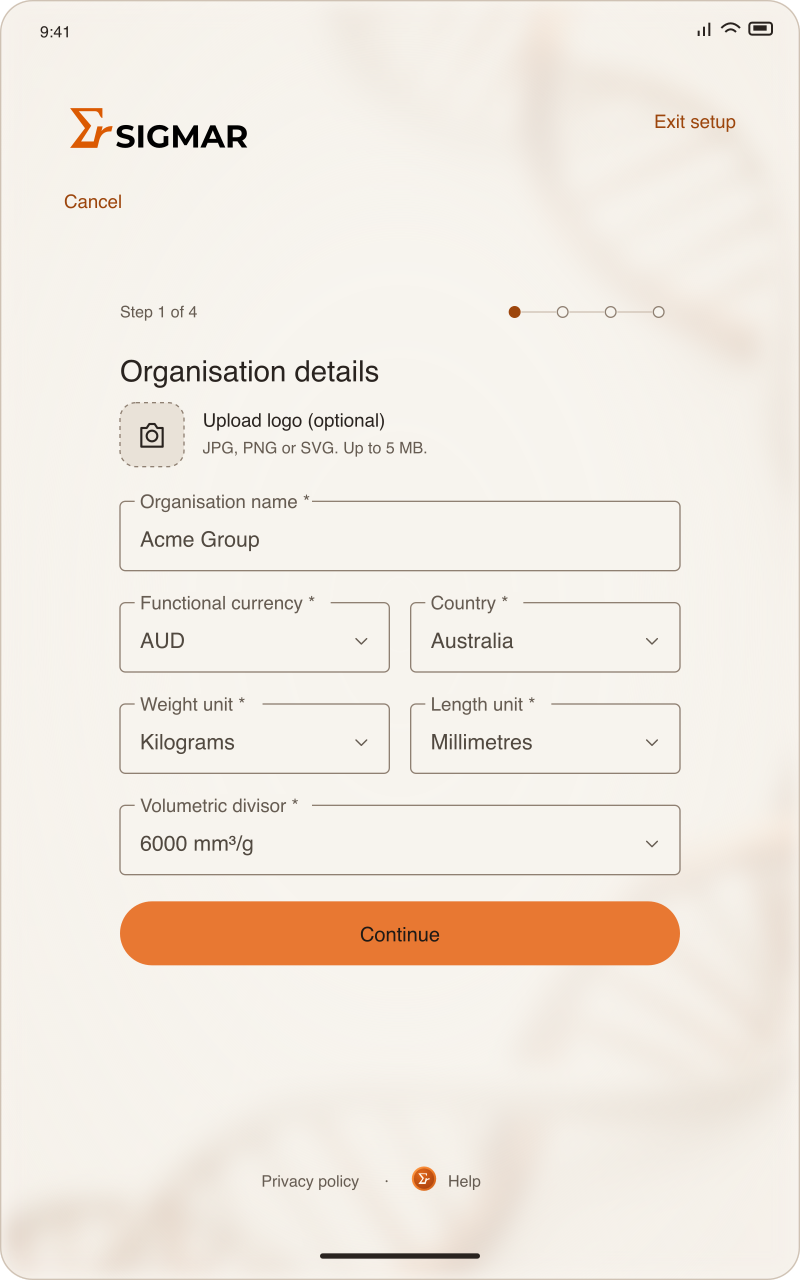 9:41
SIGMAR
Exit setup
Cancel
Step 1 of 4
Organisation details
Upload logo (optional)
JPG, PNG or SVG. Up to 5 MB.
Organisation name *
Acme Group
Functional currency *
AUD
Country *
Australia
Weight unit *
Kilograms
Length unit *
Millimetres
Volumetric divisor *
6000 mm³/g
Continue
Privacy policy · Help